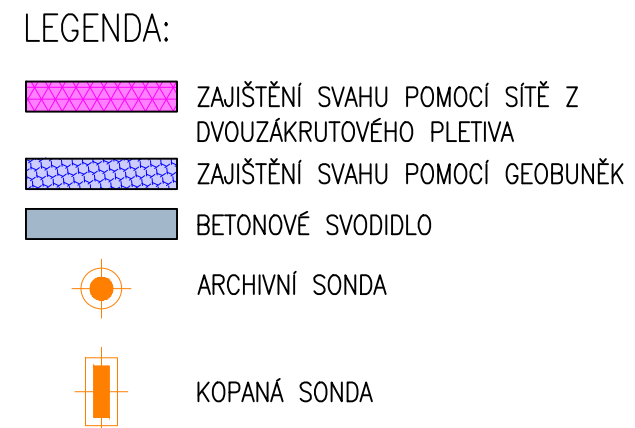 LEGENDA:
ZAJIŠTĚNÍ SVAHU POMOCÍ SÍTĚ Z
DVOUZÁKRUTOVÉHO PLETIVA
ZAJIŠTĚNÍ SVAHU POMOCÍ GEOBUNĚK
BETONOVÉ SVODIDLO
ARCHIVNÍ SONDA
KOPANÁ SONDA